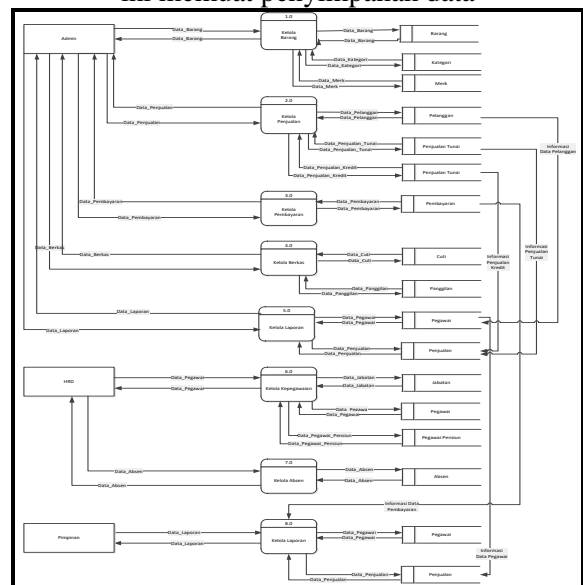 ini memuat penyimpanan data
Admin
Data_Barang
Data_Barang
1.0
Kelola
Barang
Data_Barang
Data_Barang
Barang
Data_Kategori
Data_Kategori
Kategori
Data_Merk
Data_Merk
Merk
Data_Penjualan
Data_Penjualan
2.0
Kelola
Penjualan
Data_Pelanggan
Data_Pelanggan
Pelanggan
Data_Penjualan_Tunai
Data_Penjualan_Tunai
Penjualan Tunai
Data_Penjualan_Kredit
Data_Penjualan_Kredit
Penjualan Tunai
Informasi
Data Pelanggan
Data_Pembayaran
Data_Pembayaran
3.0
Kelola
Pembayaran
Data_Pembayaran
Data_Pembayaran
Pembayaran
Informasi
Penjualan
Kredit
Informasi
Penjualan
Tunai
Data_Berkas
Data_Berkas
4.0
Kelola Berkas
Data_Cuti
Data_Cuti
Cuti
Data_Panggilan
Data_Panggilan
Panggilan
Data_Laporan
Data_Laporan
5.0
Kelola Laporan
Data_Pegawai
Data_Pegawai
Pegawai
Data_Penjualan
Data_Penjualan
Penjualan
HRD
Data_Pegawai
Data_Pegawai
6.0
Kelola Kepegawaian
Data_Jabatan
Data_Jabatan
Jabatan
Data_Pegawa
Data_Pegawai
Pegawai
Data_Pegawai_Pensiun
Data_Pegawai_Pensiun
Pegawai Pensiun
Data_Absen
Data_Absen
7.0
Kelola Absen
Data_Absen
Data_Absen
Absen
Informasi Data
Pembayaran
Pimpinan
Data_Laporan
Data_Laporan
8.0
Kelola Laporan
Data_Pegawai
Data_Pegawai
Pegawai
Informasi
Data Pegawai
Data_Penjualan
Data_Penjualan
Penjualan